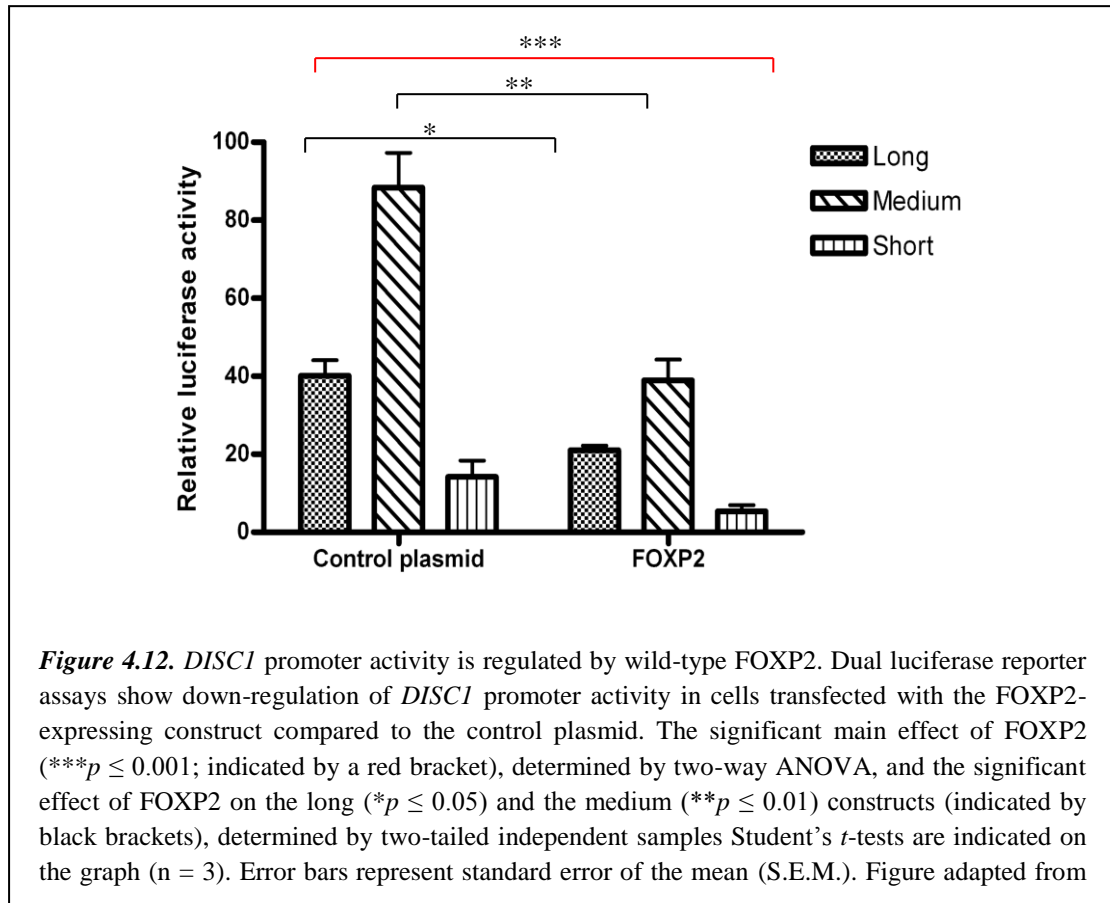 ***
**
*
100
80
60
40
20
0
Relative luciferase activity
Long
Medium
Short
Control plasmid FOXP2
Figure 4.12. DISC1 promoter activity is regulated by wild-type FOXP2. Dual luciferase reporter
assays show down-regulation of DISC1 promoter activity in cells transfected with the FOXP2-
expressing construct compared to the control plasmid. The significant main effect of FOXP2
(***p ≤ 0.001; indicated by a red bracket), determined by two-way ANOVA, and the significant
effect of FOXP2 on the long (*p ≤ 0.05) and the medium (**p ≤ 0.01) constructs (indicated by
black brackets), determined by two-tailed independent samples Student’s t-tests are indicated on
the graph (n = 3). Error bars represent standard error of the mean (S.E.M.). Figure adapted from